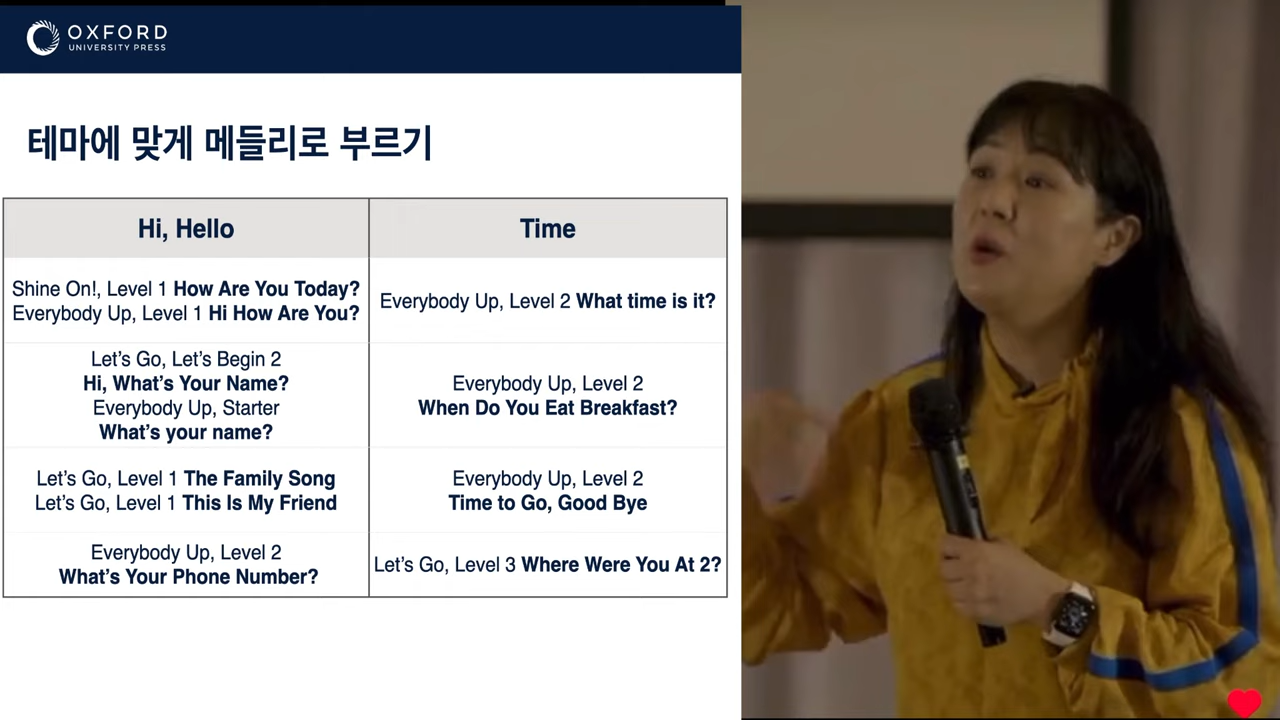 OXFORD
UNIVERSITY PRESS
테마에 맞게 메들리로 부르기
Hi, Hello
Time
Shine On!, Level 1 How Are You Today?
Everybody Up, Level 1 Hi How Are You?
Everybody Up, Level 2 What time is it?
Let's Go, Let's Begin 2
Hi, What's Your Name?
Everybody Up, Starter
What's your name?
Everybody Up, Level 2
When Do You Eat Breakfast?
Let's Go, Level 1 The Family Song
Let's Go, Level 1 This Is My Friend
Everybody Up, Level 2
Time to Go, Good Bye
Everybody Up, Level 2
What's Your Phone Number?
Let's Go, Level 3 Where Were You At 2?